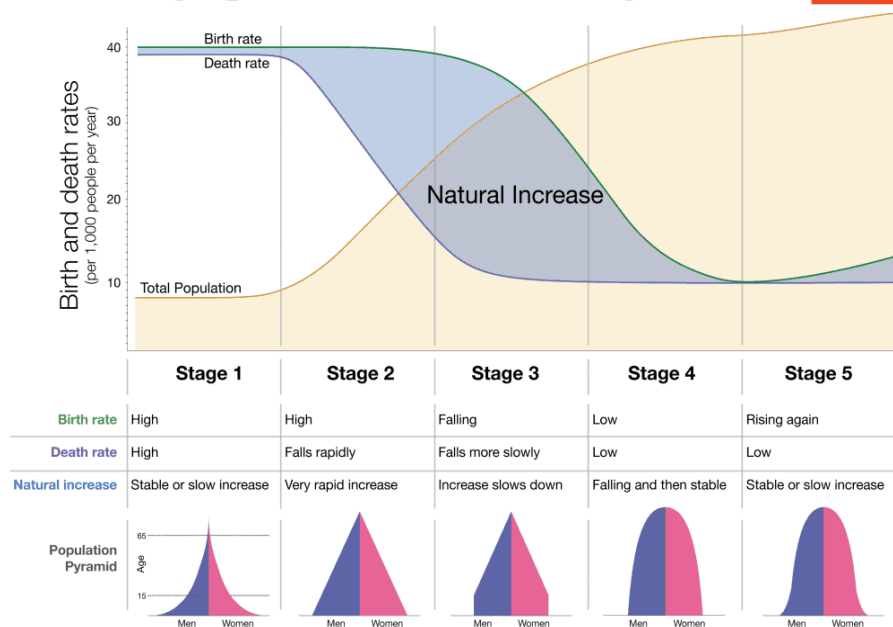 Birth rate
Death rate
40
30
20
10
Birth and death rates
(per 1,000 people per year)
Natural Increase
Total Population
Stage 1 Stage 2 Stage 3 Stage 4 Stage 5
Birth rate High High Falling Low Rising again
Death rate High Falls rapidly Falls more slowly Low Low
Natural increase Stable or slow increase Very rapid increase Increase slows down Falling and then stable Stable or slow increase
Population
Pyramid
65
Age
15
Men Women Men Women Men Women Men Women Men Women